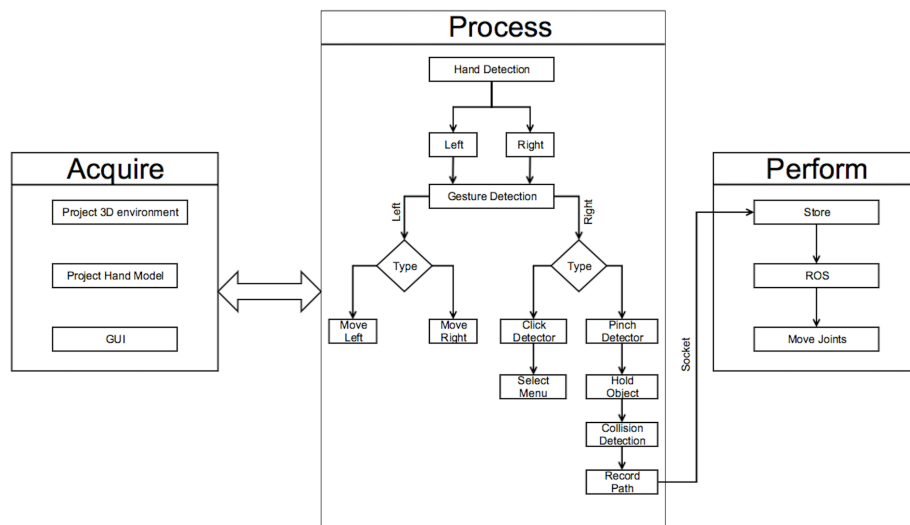 Acquire
Project 3D environment
Project Hand Model
GUI
Process
Hand Detection
Left
Right
Gesture Detection
Left
Right
Type
Type
Move
Left
Move
Right
Click
Detector
Pinch
Detector
Select
Menu
Hold
Object
Collision
Detection
Record
Path
Socket
Perform
Store
ROS
Move Joints